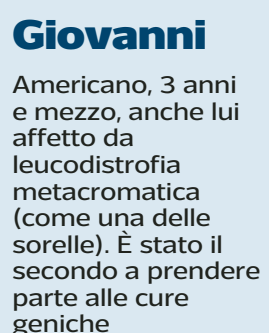 Giovanni
Americano, 3 anni
e mezzo, anche lui
affetto da
leucodistrofia
metacromatica
(come una delle
sorelle). È stato il
secondo a prendere
parte alle cure
geniche